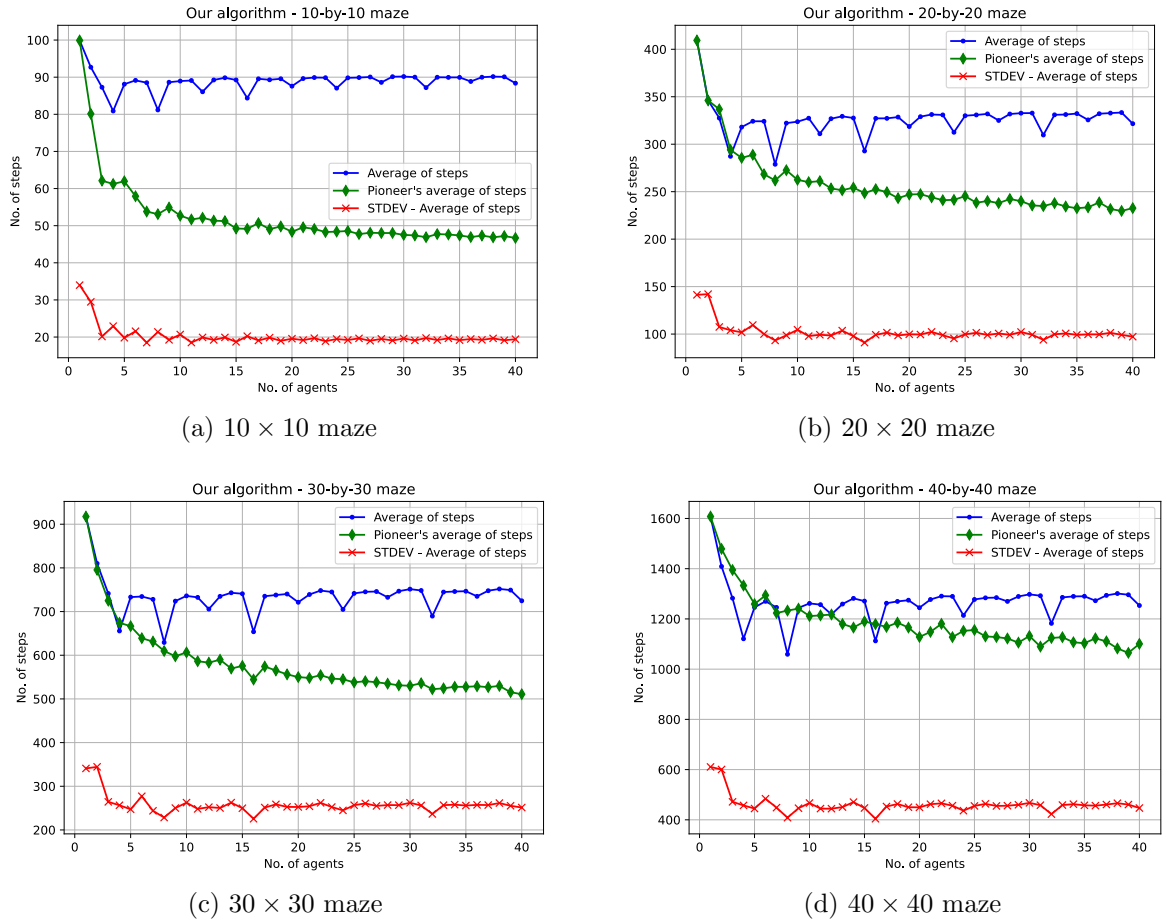 Our algorithm - 10-by-10 maze
No. of steps
100
90
80
70
60
50
40
30
20
Average of steps
Pioneer's average of steps
STDEV - Average of steps
0 5 10 15 20 25 30 35 40
No. of agents
(a) 10 × 10 maze
Our algorithm - 20-by-20 maze
No. of steps
400
350
300
250
200
150
100
Average of steps
Pioneer's average of steps
STDEV - Average of steps
0 5 10 15 20 25 30 35 40
No. of agents
(b) 20 × 20 maze
Our algorithm - 30-by-30 maze
No. of steps
900
800
700
600
500
400
300
200
Average of steps
Pioneer's average of steps
STDEV - Average of steps
0 5 10 15 20 25 30 35 40
No. of agents
(c) 30 × 30 maze
Our algorithm - 40-by-40 maze
No. of steps
1600
1400
1200
1000
800
600
400
Average of steps
Pioneer's average of steps
STDEV - Average of steps
0 5 10 15 20 25 30 35 40
No. of agents
(d) 40 × 40 maze